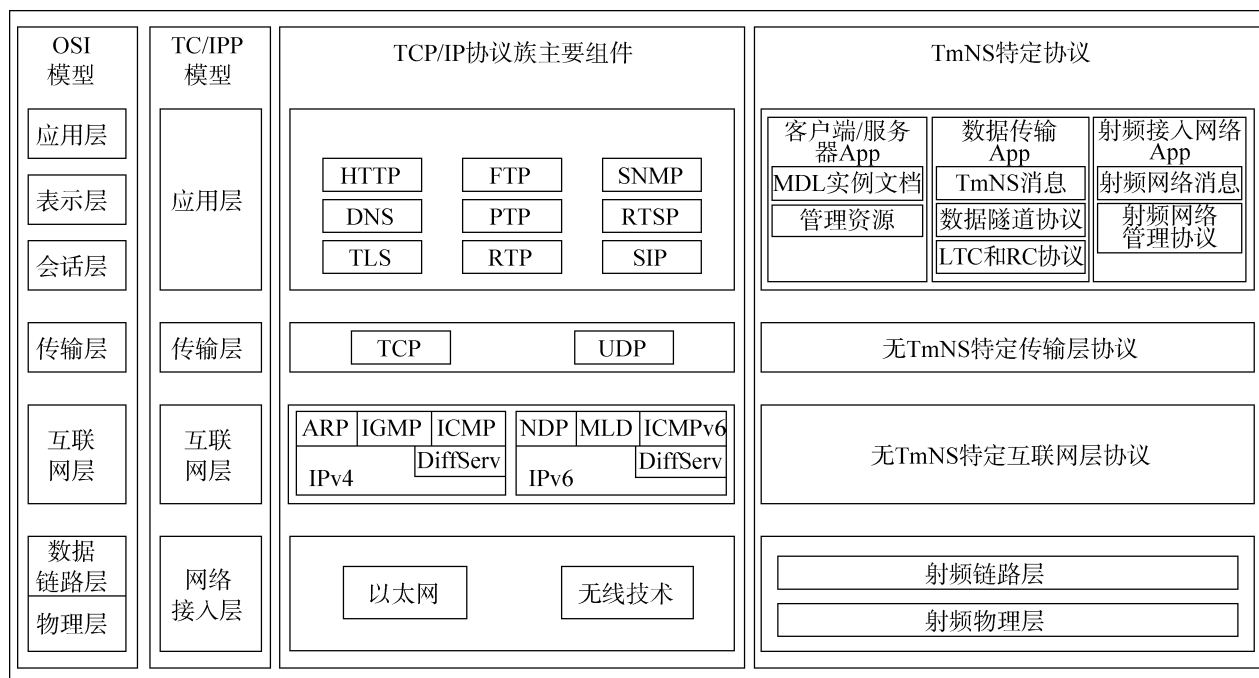 OSI
模型
TC/IPP
模型
TCP/IP协议族主要组件
TmNS特定协议
应用层
表示层
会话层
应用层
HTTP
FTP
SNMP
DNS
PTP
RTSP
TLS
RTP
SIP
客户端/服务
器App
MDL实例文档
管理资源
数据传输
App
TmNS消息
数据隧道协议
LTC和RC协议
射频接入网络
App
射频网络消息
射频网络
管理协议
传输层
传输层
TCP
UDP
无TmNS特定传输层协议
互联
网层
互联
网层
ARP
IGMP
ICMP
DiffServ
IPv4
NDP
MLD
ICMPv6
DiffServ
IPv6
无TmNS特定互联网层协议
数据
链路层
物理层
网络
接入层
以太网
无线技术
射频链路层
射频物理层